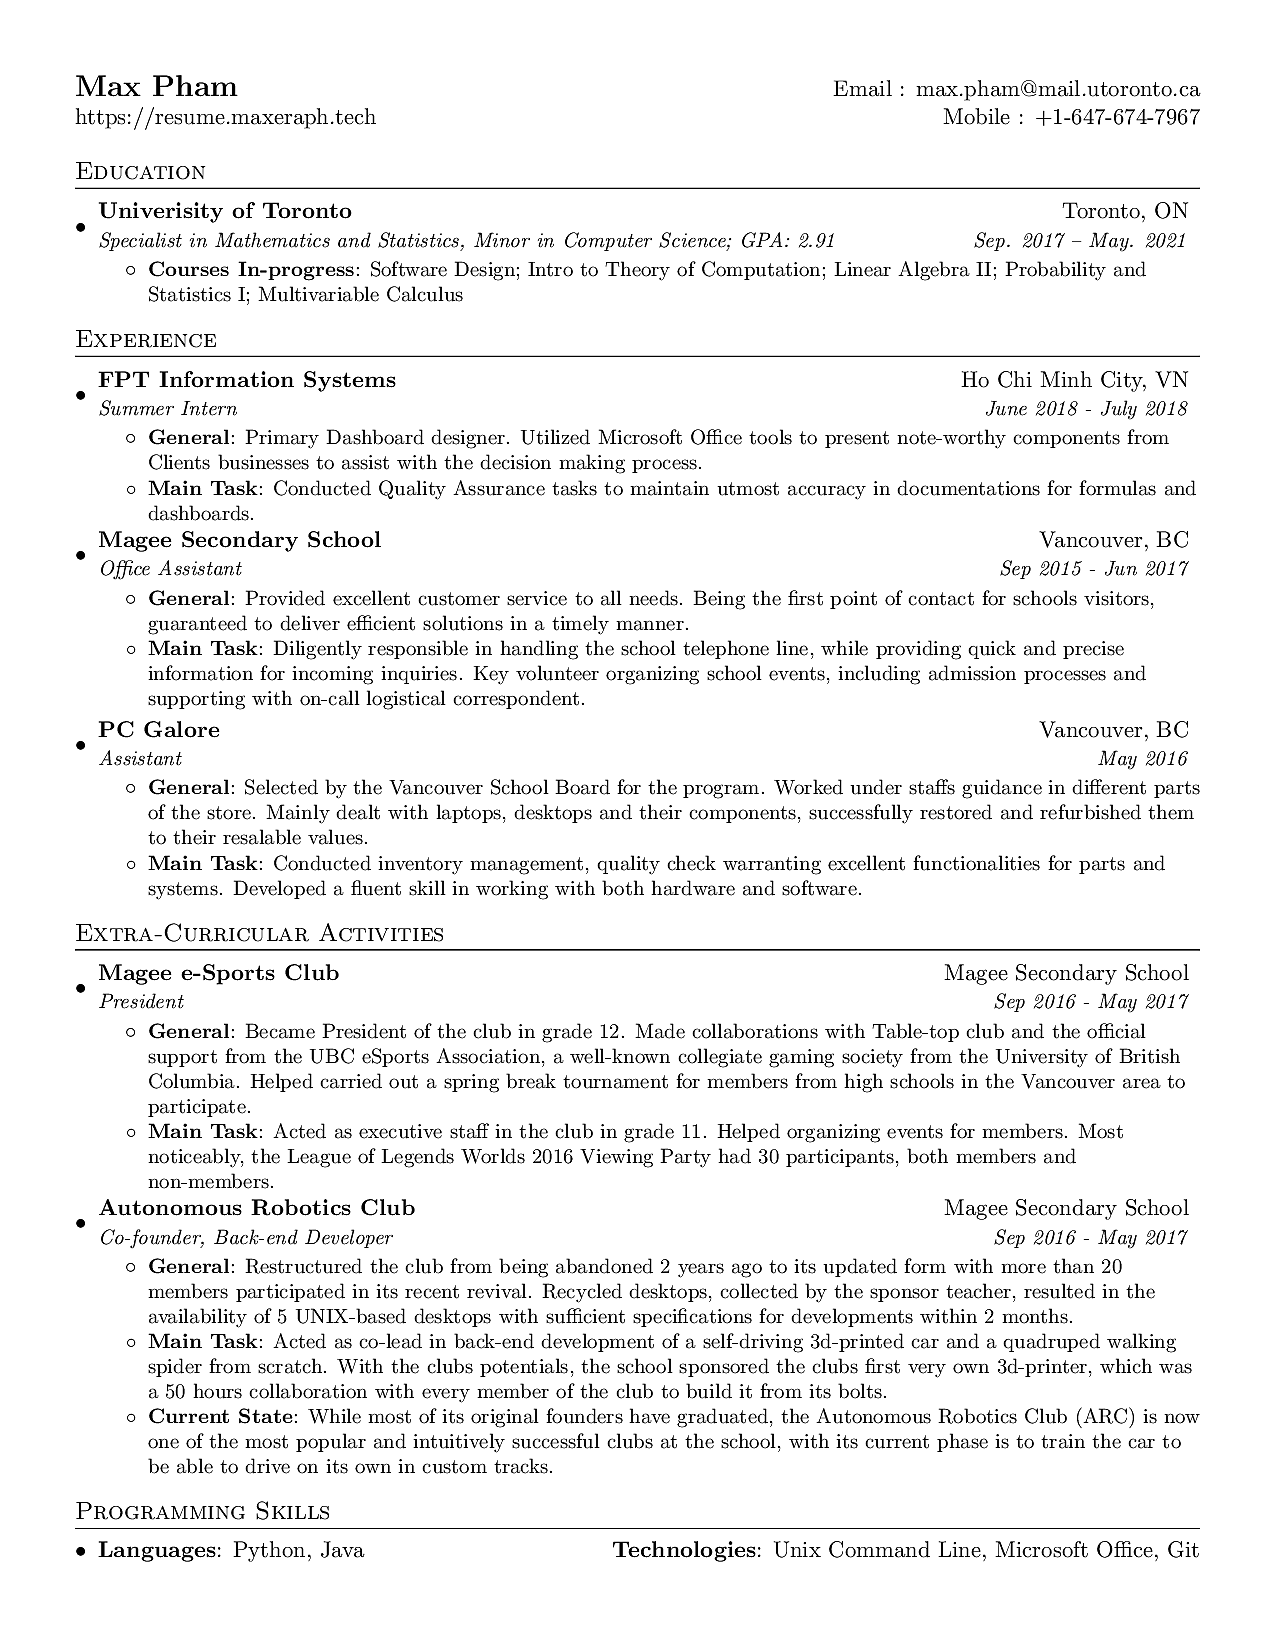 Max Pham
Email : max.pham@mail.utoronto.ca
https://resume.maxeraph.tech
Mobile : +1-647-674-7967
Education
• Univerisity of Toronto
Toronto, ON
Specialist in Mathematics and Statistics, Minor in Computer Science; GPA: 2.91
Sep. 2017 – May. 2021
◦ Courses In-progress: Software Design; Intro to Theory of Computation; Linear Algebra II; Probability and
Statistics I; Multivariable Calculus
Experience
• FPT Information Systems
Ho Chi Minh City, VN
Summer Intern
June 2018 - July 2018
◦ General: Primary Dashboard designer. Utilized Microsoft Office tools to present note-worthy components from
Clients businesses to assist with the decision making process.
◦ Main Task: Conducted Quality Assurance tasks to maintain utmost accuracy in documentations for formulas and
dashboards.
• Magee Secondary School
Vancouver, BC
Office Assistant
Sep 2015 - Jun 2017
◦ General: Provided excellent customer service to all needs. Being the first point of contact for schools visitors,
guaranteed to deliver efficient solutions in a timely manner.
◦ Main Task: Diligently responsible in handling the school telephone line, while providing quick and precise
information for incoming inquiries. Key volunteer organizing school events, including admission processes and
supporting with on-call logistical correspondent.
• PC Galore
Vancouver, BC
Assistant
May 2016
◦ General: Selected by the Vancouver School Board for the program. Worked under staffs guidance in different parts
of the store. Mainly dealt with laptops, desktops and their components, successfully restored and refurbished them
to their resalable values.
◦ Main Task: Conducted inventory management, quality check warranting excellent functionalities for parts and
systems. Developed a fluent skill in working with both hardware and software.
Extra-Curricular Activities
• Magee e-Sports Club
Magee Secondary School
President
Sep 2016 - May 2017
◦ General: Became President of the club in grade 12. Made collaborations with Table-top club and the official
support from the UBC eSports Association, a well-known collegiate gaming society from the University of British
Columbia. Helped carried out a spring break tournament for members from high schools in the Vancouver area to
participate.
◦ Main Task: Acted as executive staff in the club in grade 11. Helped organizing events for members. Most
noticeably, the League of Legends Worlds 2016 Viewing Party had 30 participants, both members and
non-members.
• Autonomous Robotics Club
Magee Secondary School
Co-founder, Back-end Developer
Sep 2016 - May 2017
◦ General: Restructured the club from being abandoned 2 years ago to its updated form with more than 20
members participated in its recent revival. Recycled desktops, collected by the sponsor teacher, resulted in the
availability of 5 UNIX-based desktops with sufficient specifications for developments within 2 months.
◦ Main Task: Acted as co-lead in back-end development of a self-driving 3d-printed car and a quadruped walking
spider from scratch. With the clubs potentials, the school sponsored the clubs first very own 3d-printer, which was
a 50 hours collaboration with every member of the club to build it from its bolts.
◦ Current State: While most of its original founders have graduated, the Autonomous Robotics Club (ARC) is now
one of the most popular and intuitively successful clubs at the school, with its current phase is to train the car to
be able to drive on its own in custom tracks.
Programming Skills
• Languages: Python, Java
Technologies: Unix Command Line, Microsoft Office, Git